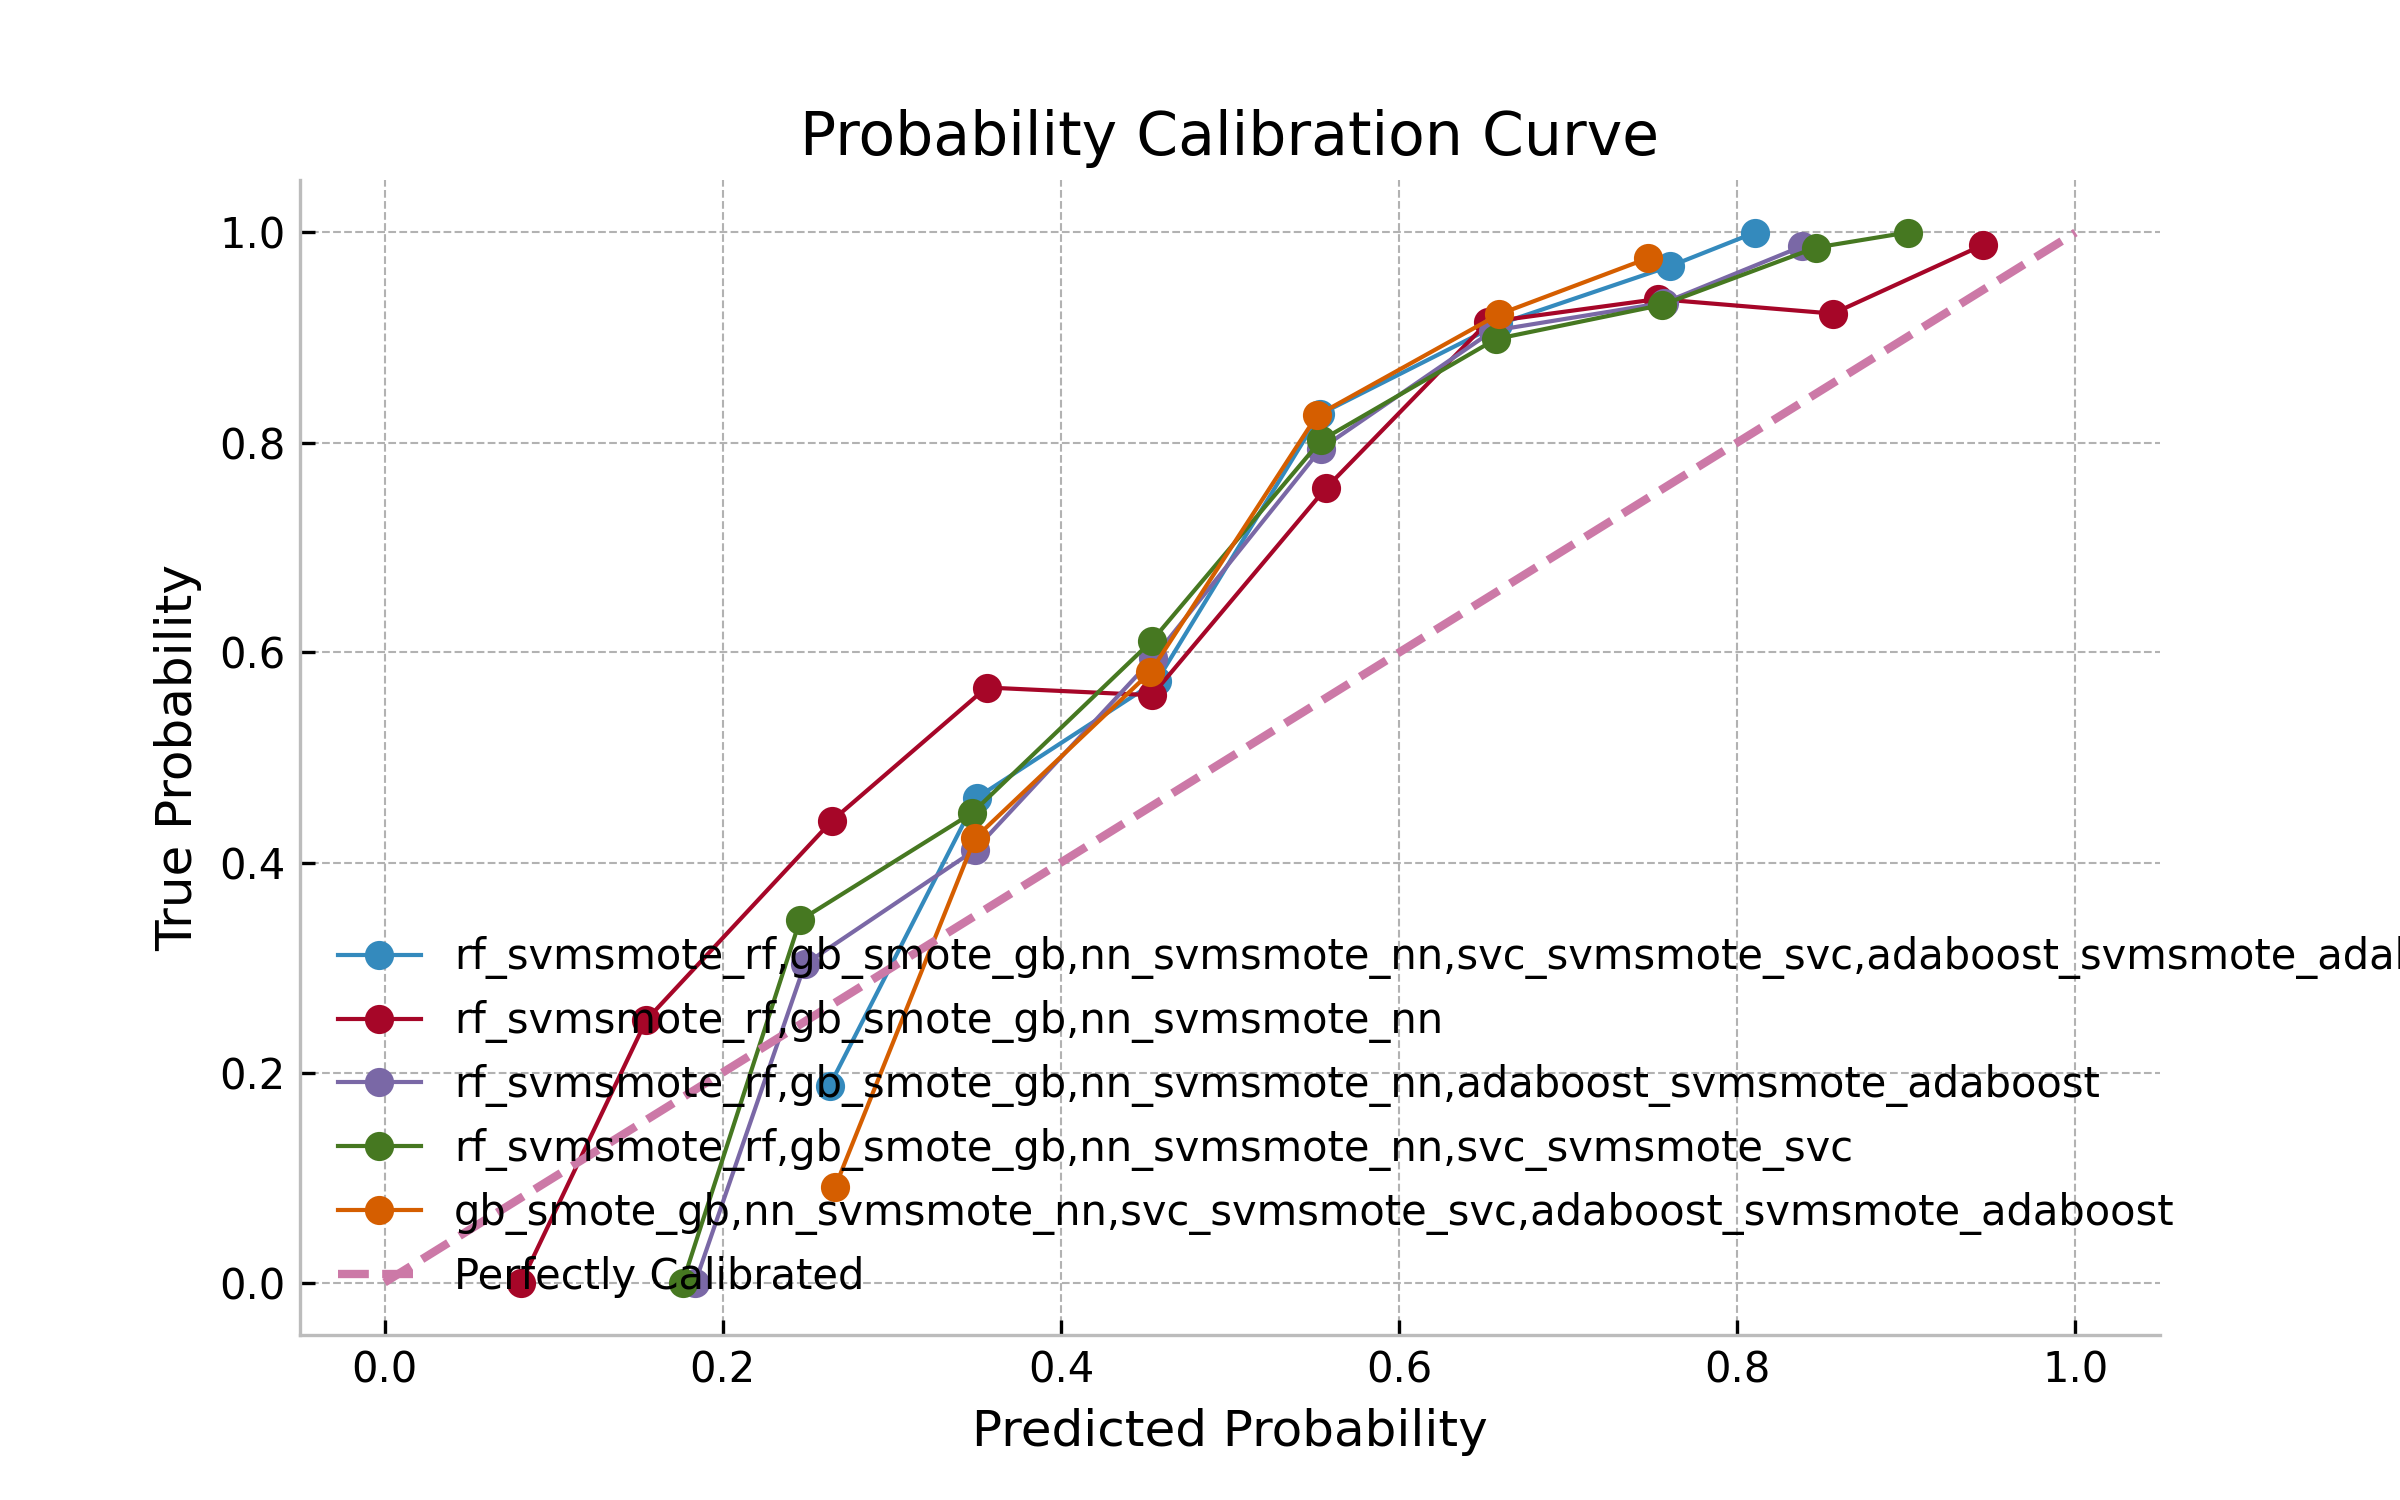 Probability Calibration Curve
1.0
0.8
0.6
0.4
0.2
0.0
True Probability
rf_svmsmote_rf,gb_smote_gb,nn_svmsmote_nn,svc_svmsmote_svc,adaboost_svmsmote_adal
rf_svmsmote_rf,gb_smote_gb,nn_svmsmote_nn
rf_svmsmote_rf,gb_smote_gb,nn_svmsmote_nn,adaboost_svmsmote_adaboost
rf_svmsmote_rf,gb_smote_gb,nn_svmsmote_nn,svc_svmsmote_svc
gb_smote_gb,nn_svmsmote_nn,svc_svmsmote_svc,adaboost_svmsmote_adaboost
Perfectly Calibrated
0.0 0.2 0.4 0.6 0.8 1.0
Predicted Probability